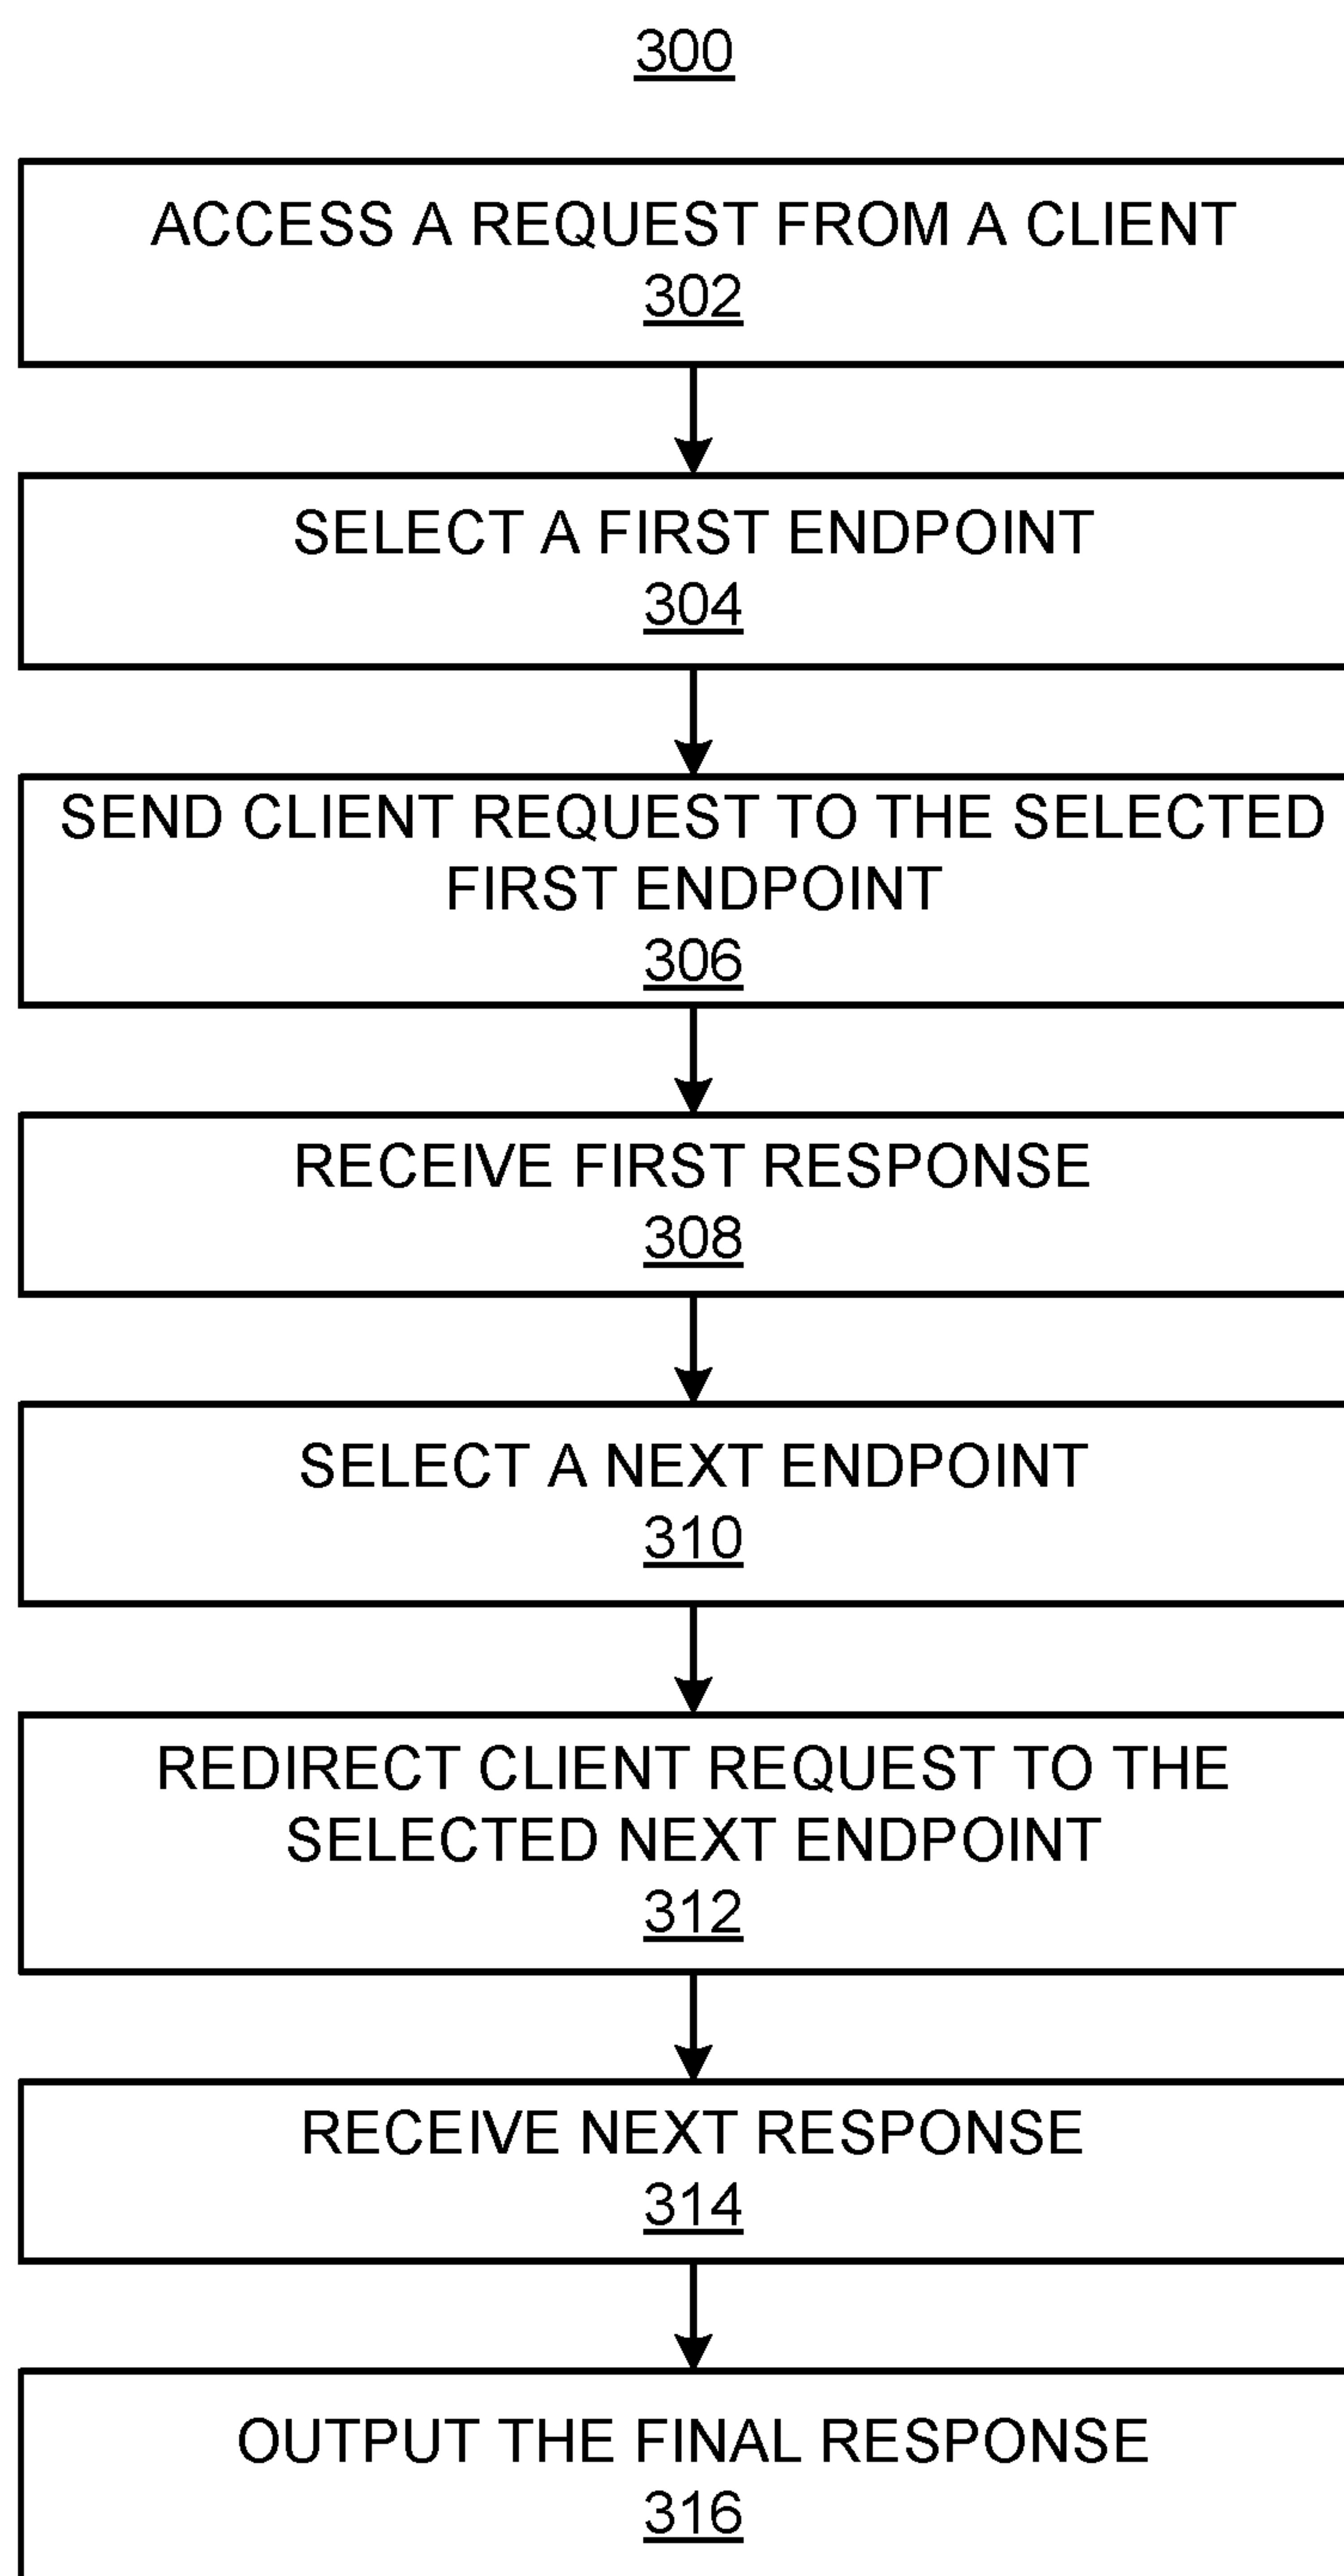 300
ACCESS A REQUEST FROM A CLIENT
302
SELECT A FIRST ENDPOINT
304
SEND CLIENT REQUEST TO THE SELECTED
FIRST ENDPOINT
306
RECEIVE FIRST RESPONSE
308
SELECT A NEXT ENDPOINT
310
REDIRECT CLIENT REQUEST TO THE
SELECTED NEXT ENDPOINT
312
RECEIVE NEXT RESPONSE
314
OUTPUT THE FINAL RESPONSE
316